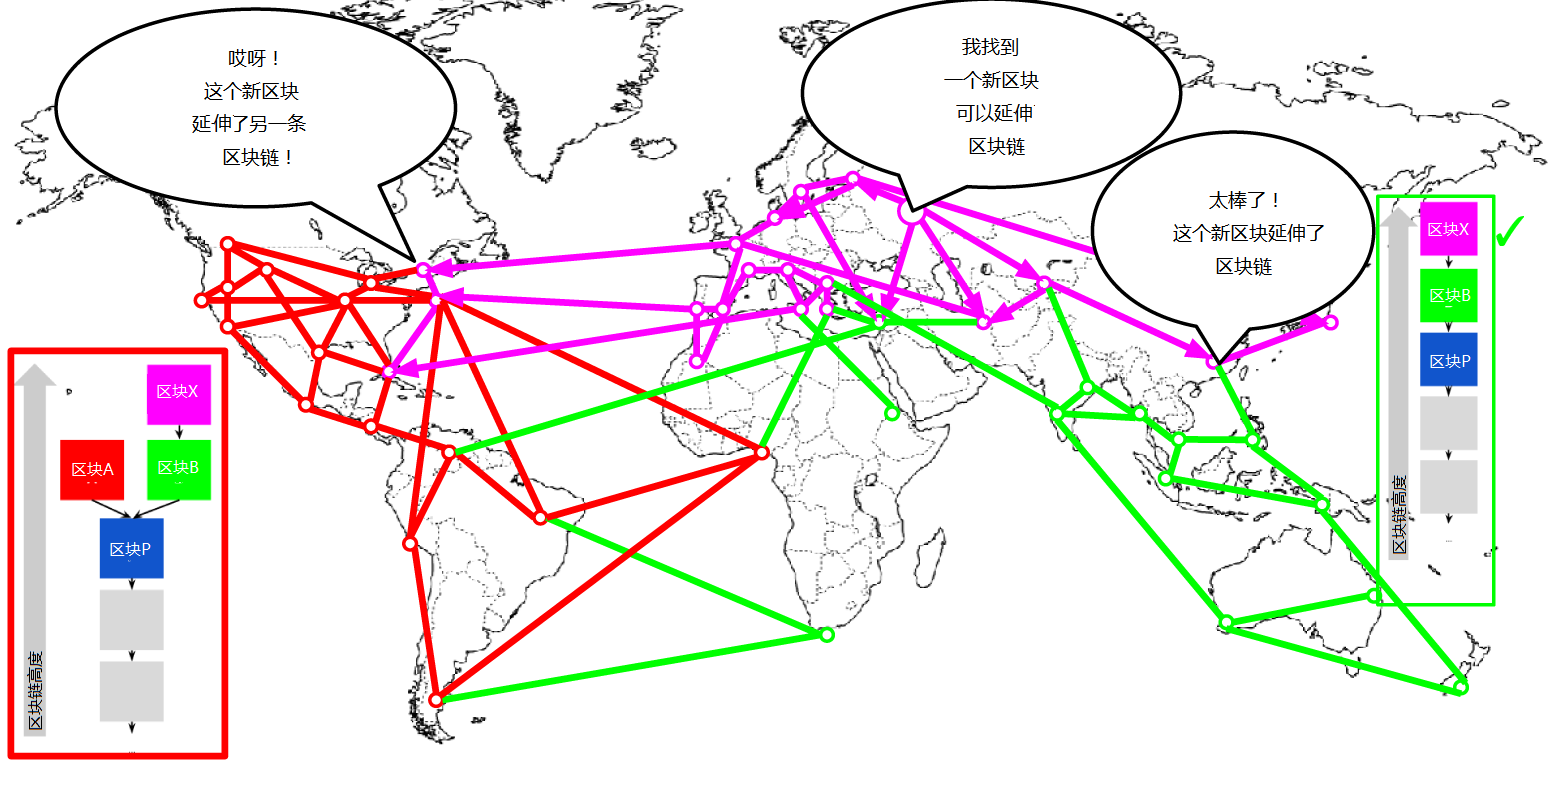 哎呀！
这个新区块
延伸了另一条
区块链！
我找到
一个新区块
可以延伸
区块链
太棒了！
这个新区块延伸了
区块链
区块X
区块B
区块P
...
区块链高度
区块X
区块A
区块B
区块P
...
区块链高度